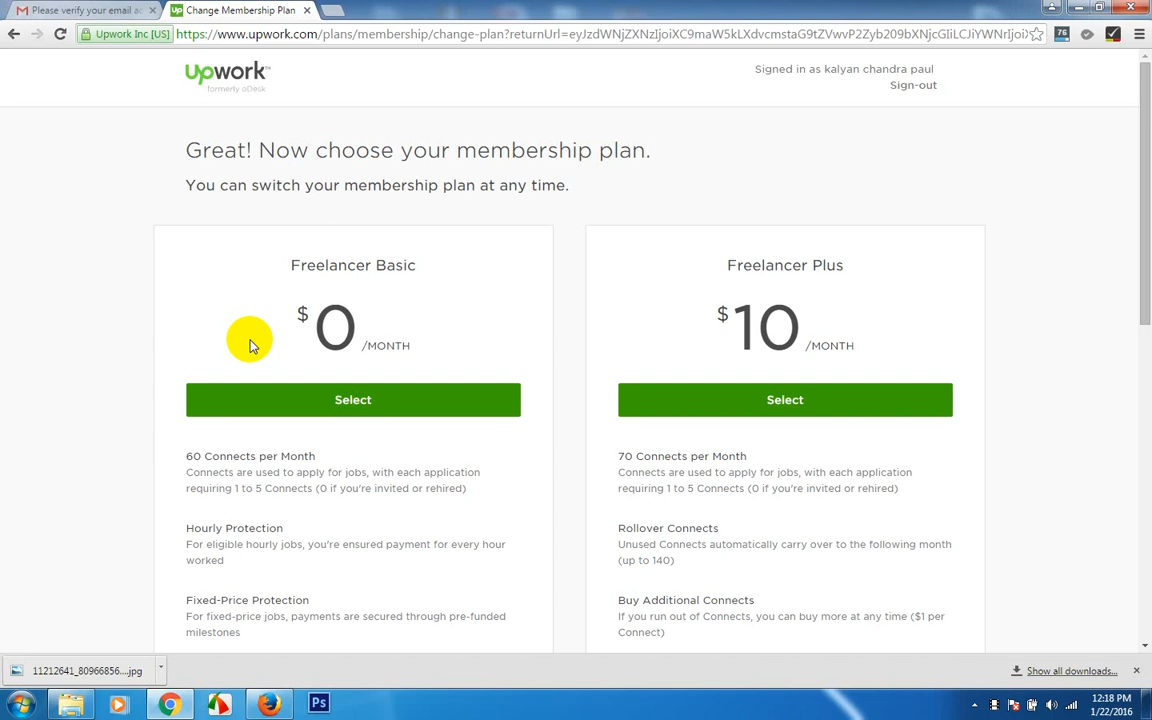 Please verify your email a
Change Membership Plan
Upwork Inc [US]
https://www.upwork.com/plans/membership/change-plan?returnUrl=
76
upwork™
formerly oDesk
Signed in as kalyan chandra paul
Sign-out
Great! Now choose your membership plan.
You can switch your membership plan at any time.
Freelancer Basic
$0 /MONTH
Select
60 Connects per Month
Connects are used to apply for jobs, with each application
requiring 1 to 5 Connects (0 if you're invited or rehired)
Hourly Protection
For eligible hourly jobs, you're ensured payment for every hour
worked
Fixed-Price Protection
For fixed-price jobs, payments are secured through pre-funded
milestones
Freelancer Plus
$10 /MONTH
Select
70 Connects per Month
Connects are used to apply for jobs, with each application
requiring 1 to 5 Connects (0 if you're invited or rehired)
Rollover Connects
Unused Connects automatically carry over to the following month
(up to 140)
Buy Additional Connects
If you run out of Connects, you can buy more at any time ($1 per
Connect)
11212641_80966856....jpg
Show all downloads...
Ps
12:18 PM
1/22/2016